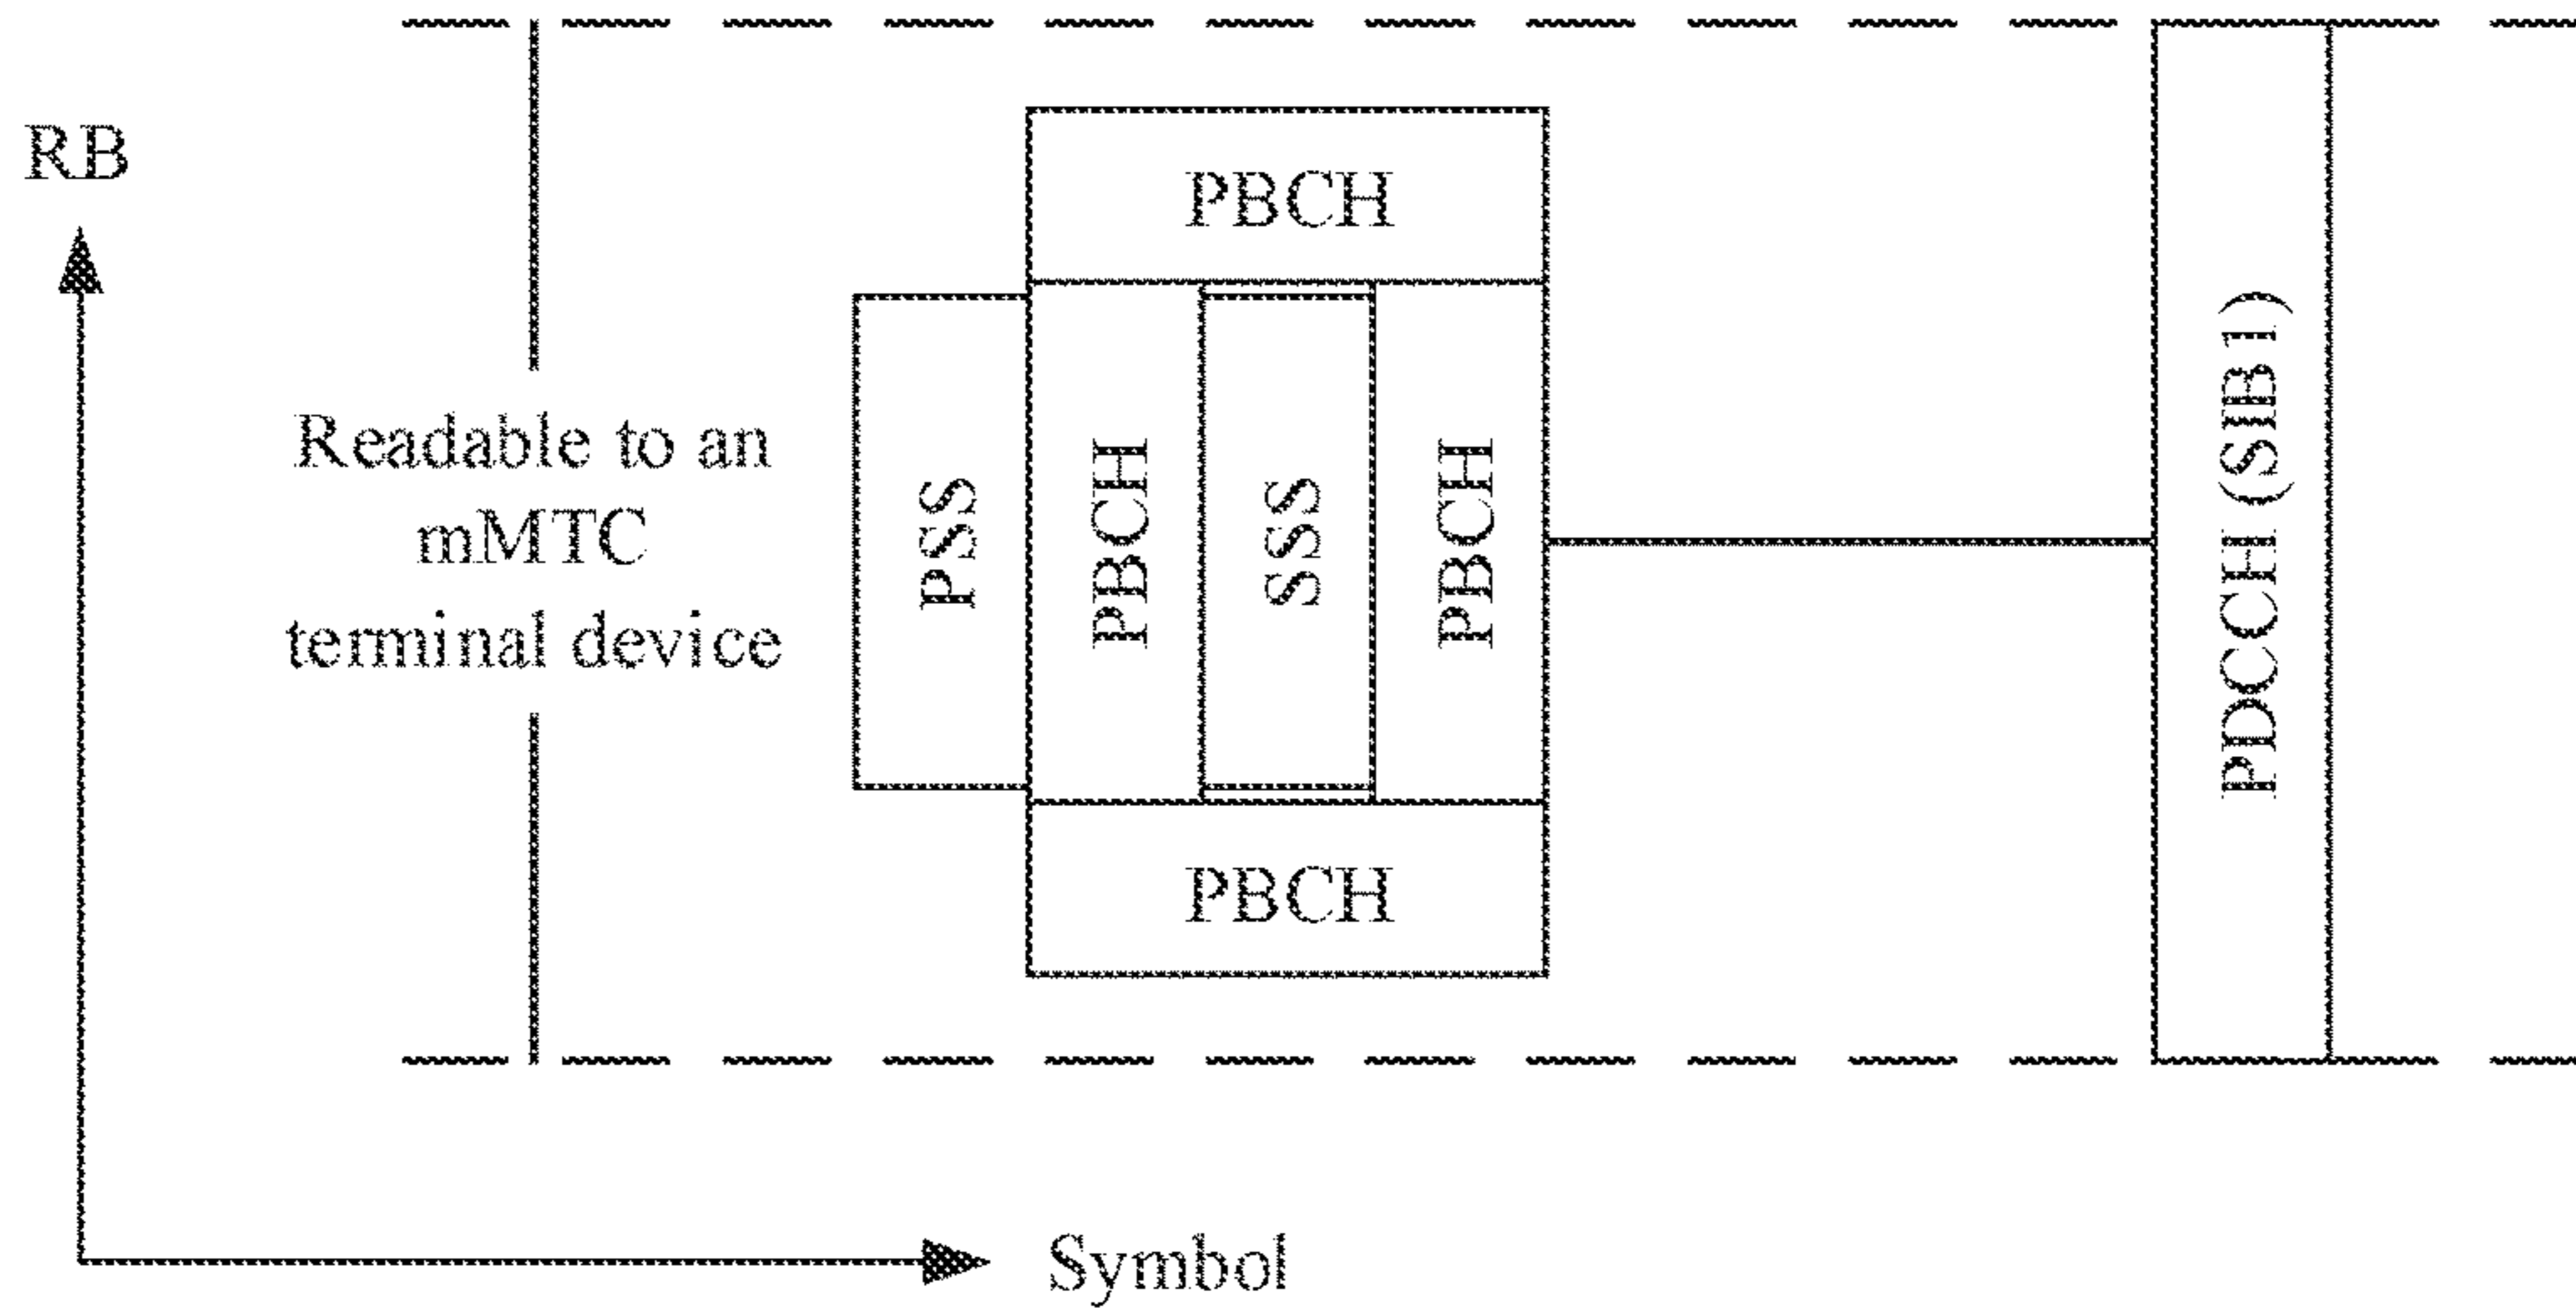 RB
Readable to an
mMTC
terminal device
PBCH
PSS
PBCH
SSS
PBCH
PBCH
PDCCH (SIB1)
Symbol